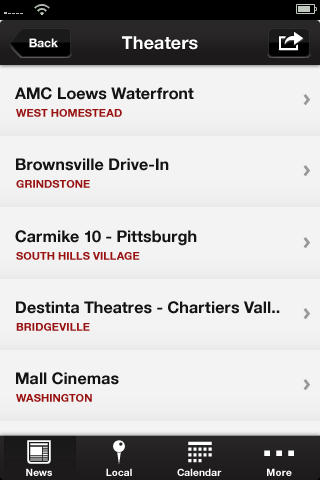 Back
Theaters
AMC Loews Waterfront
WEST HOMESTEAD
Brownsville Drive-In
GRINDSTONE
Carmike 10 - Pittsburgh
SOUTH HILLS VILLAGE
Destinta Theatres - Chartiers Vall..
BRIDGEVILLE
Mall Cinemas
WASHINGTON
News
Local
Calendar
More